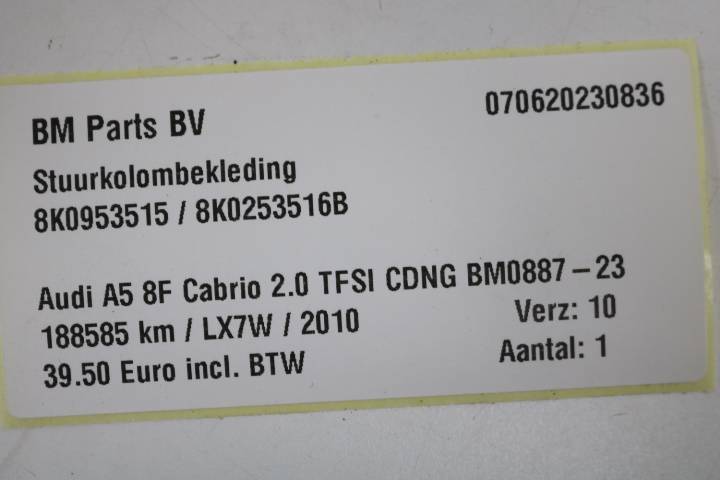 BM Parts BV 070620230836
Stuurkolombekleding
8K0953515 / 8K0253516B
Audi A5 8F Cabrio 2.0 TFSI CDNG BM0887-23
188585 km / LX7W / 2010 Verz: 10
39.50 Euro incl. BTW Aantal: 1